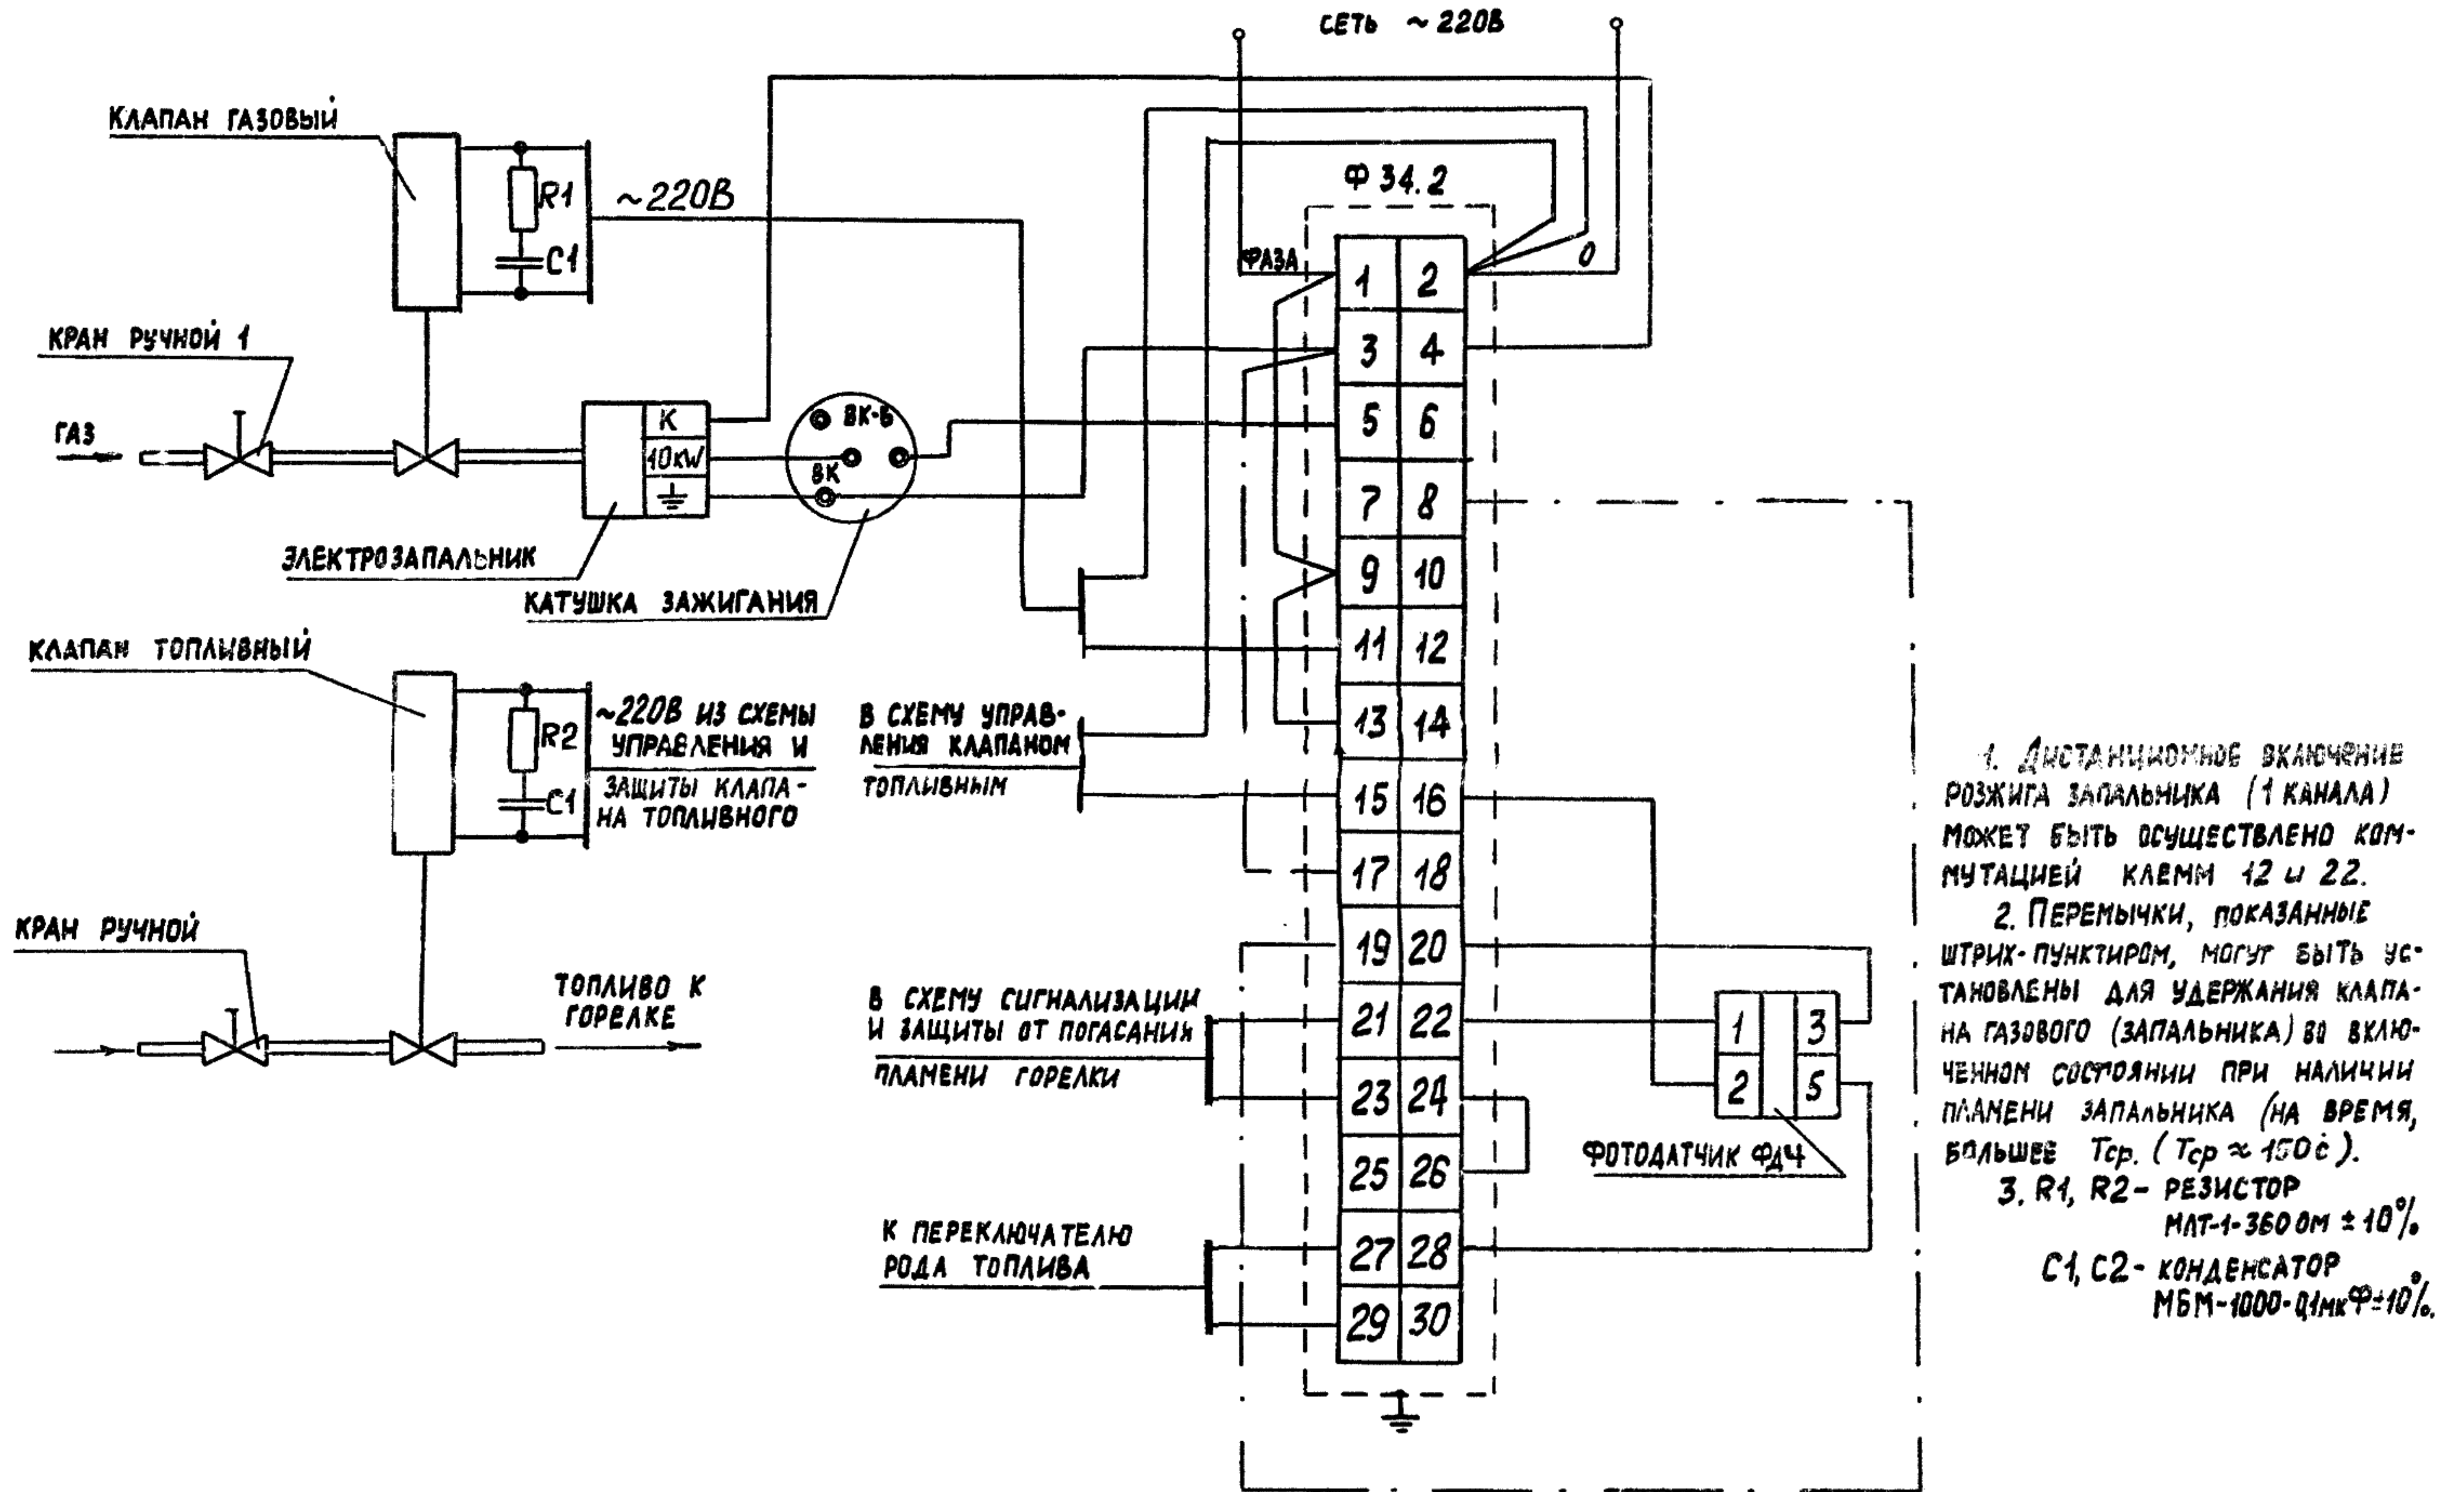 СЕТЬ ~ 220В
КЛАПАН ГАЗОВЫЙ
R1
C1
~220В
Ф 34.2
ФАЗА
0
КРАН РУЧНОЙ 1
ГАЗ
К
10кW
ВК-Б
ВК
ЭЛЕКТРОЗАПАЛЬНИК
КАТУШКА ЗАЖИГАНИЯ
КЛАПАН ТОПЛИВНЫЙ
R2
C1
~220В ИЗ СХЕМЫ
УПРАВЛЕНИЯ И
ЗАЩИТЫ КЛАПА-
НА ТОПЛИВНОГО
В СХЕМУ УПРАВ-
ЛЕНИЯ КЛАПАНОМ
ТОПЛИВНЫМ
КРАН РУЧНОЙ
ТОПЛИВО К
ГОРЕЛКЕ
В СХЕМУ СИГНАЛИЗАЦИИ
И ЗАЩИТЫ ОТ ПОГАСАНИЯ
ПЛАМЕНИ ГОРЕЛКИ
К ПЕРЕКЛЮЧАТЕЛЮ
РОДА ТОПЛИВА
1 2
3 4
5 6
7 8
9 10
11 12
13 14
15 16
17 18
19 20
21 22
23 24
25 26
27 28
29 30
1 3
2 5
ФОТОДАТЧИК ФДЧ
1. ДИСТАНЦИОННОЕ ВКЛЮЧЕНИЕ
РОЗЖИГА ЗАПАЛЬНИКА (1 КАНАЛА)
МОЖЕТ БЫТЬ ОСУЩЕСТВЛЕНО КОМ-
МУТАЦИЕЙ КЛЕММ 12 и 22.
2. ПЕРЕМЫЧКИ, ПОКАЗАННЫЕ
ШТРИХ-ПУНКТИРОМ, МОГУТ БЫТЬ УС-
ТАНОВЛЕНЫ ДЛЯ УДЕРЖАНИЯ КЛАПА-
НА ГАЗОВОГО (ЗАПАЛЬНИКА) ВО ВКЛЮ-
ЧЕННОМ СОСТОЯНИИ ПРИ НАЛИЧИИ
ПЛАМЕНИ ЗАПАЛЬНИКА (НА ВРЕМЯ,
БОЛЬШЕЕ Тср. (Тср ≈ 150с).
3. R1, R2- РЕЗИСТОР
МЛТ-1-360 ОМ ± 10%
C1, C2- КОНДЕНСАТОР
МБМ-1000-0,1мкФ±10%.